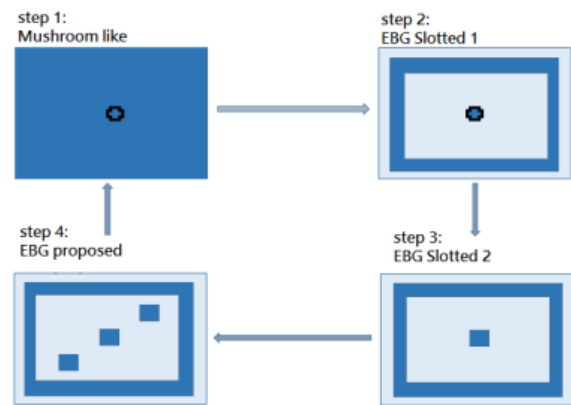 step 1:
Mushroom like
step 2:
EBG Slotted 1
step 4:
EBG proposed
step 3:
EBG Slotted 2